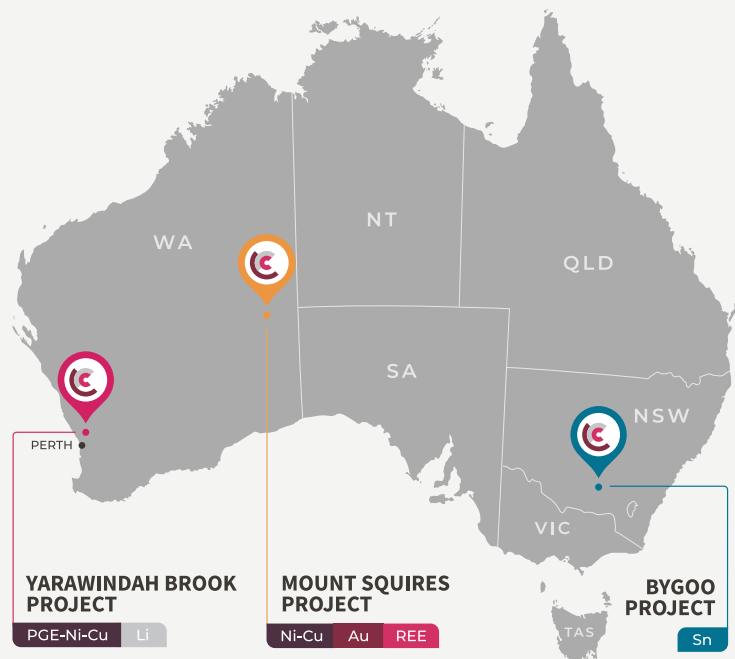 NT
WA
QLD
SA
NSW
PERTH
VIC
YARAWINDAH BROOK
PROJECT
PGE-Ni-Cu Li
MOUNT SQUIRES
PROJECT
Ni-Cu Au REE
BYGOO
PROJECT
Sn
TAS